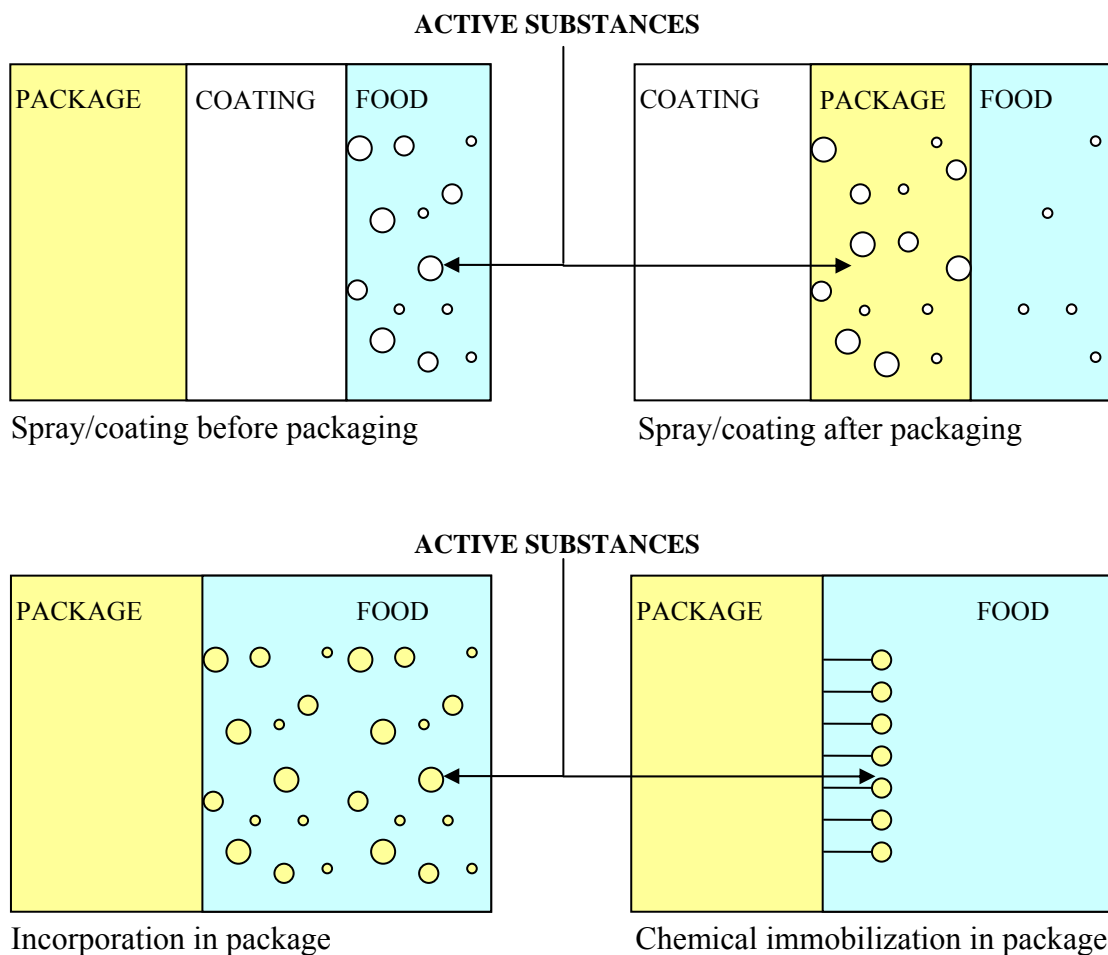 ACTIVE SUBSTANCES
PACKAGE COATING FOOD
COATING PACKAGE FOOD
Spray/coating before packaging
Spray/coating after packaging
ACTIVE SUBSTANCES
PACKAGE FOOD
PACKAGE FOOD
Incorporation in package
Chemical immobilization in package